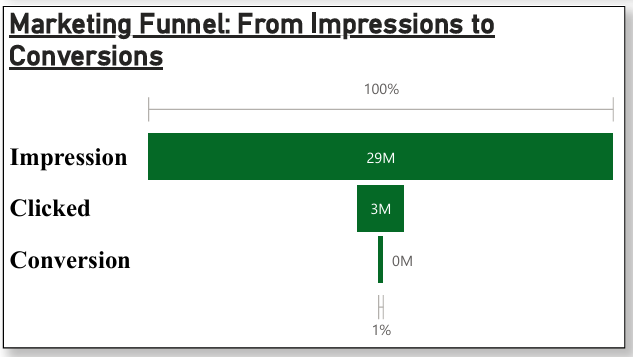 Marketing Funnel: From Impressions to
Conversions
100%
Impression
29M
Clicked
3M
Conversion
0M
1%